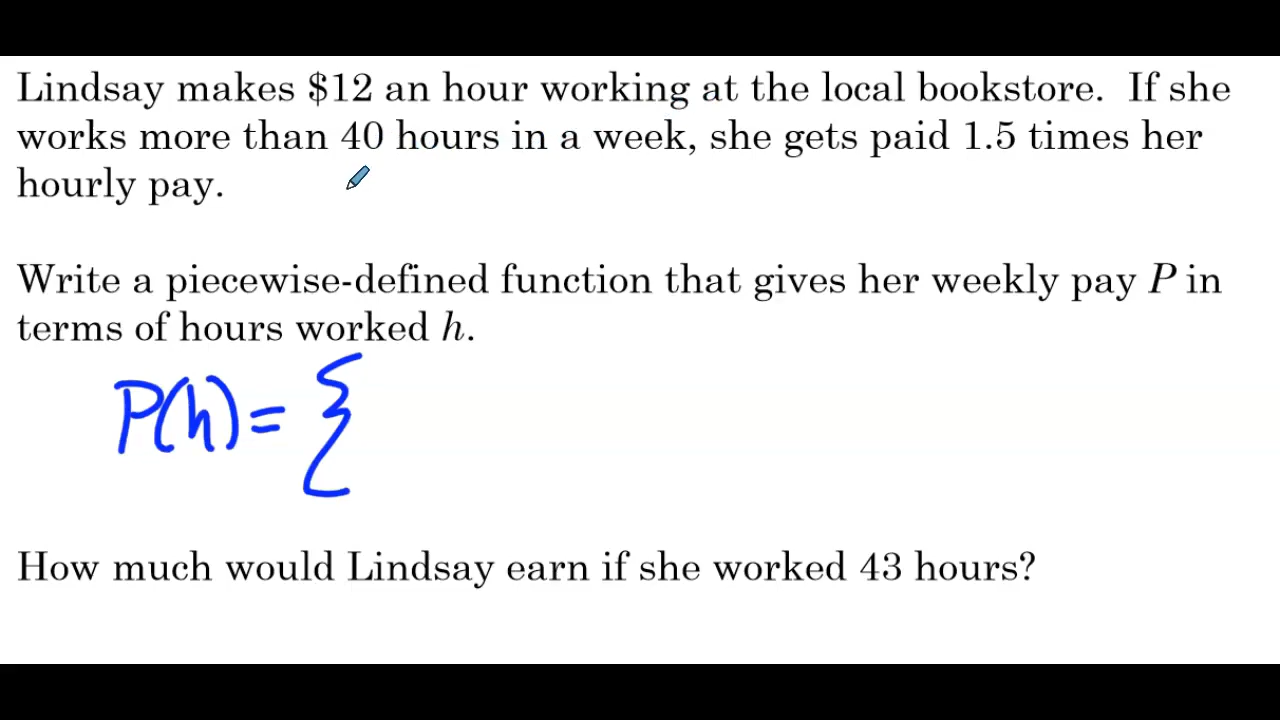 Lindsay makes $12 an hour working at the local bookstore.  If she
works more than 40 hours in a week, she gets paid 1.5 times her
hourly pay.
Write a piecewise-defined function that gives her weekly pay P in
terms of hours worked h.
P(h) = {
How much would Lindsay earn if she worked 43 hours?